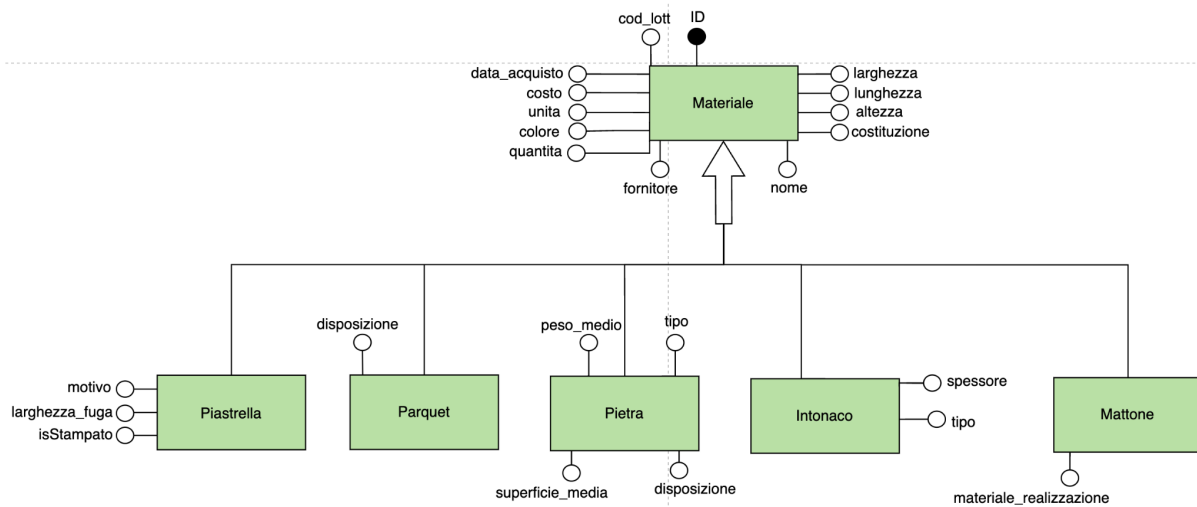 cod_lott
ID
data_acquisto
costo
unita
colore
quantita
Materiale
larghezza
lunghezza
altezza
costituzione
fornitore
nome
disposizione
peso_medio
tipo
motivo
larghezza_fuga
isStampato
Piastrella
Parquet
Pietra
Intonaco
spessore
tipo
Mattone
superficie_media
disposizione
materiale_realizzazione